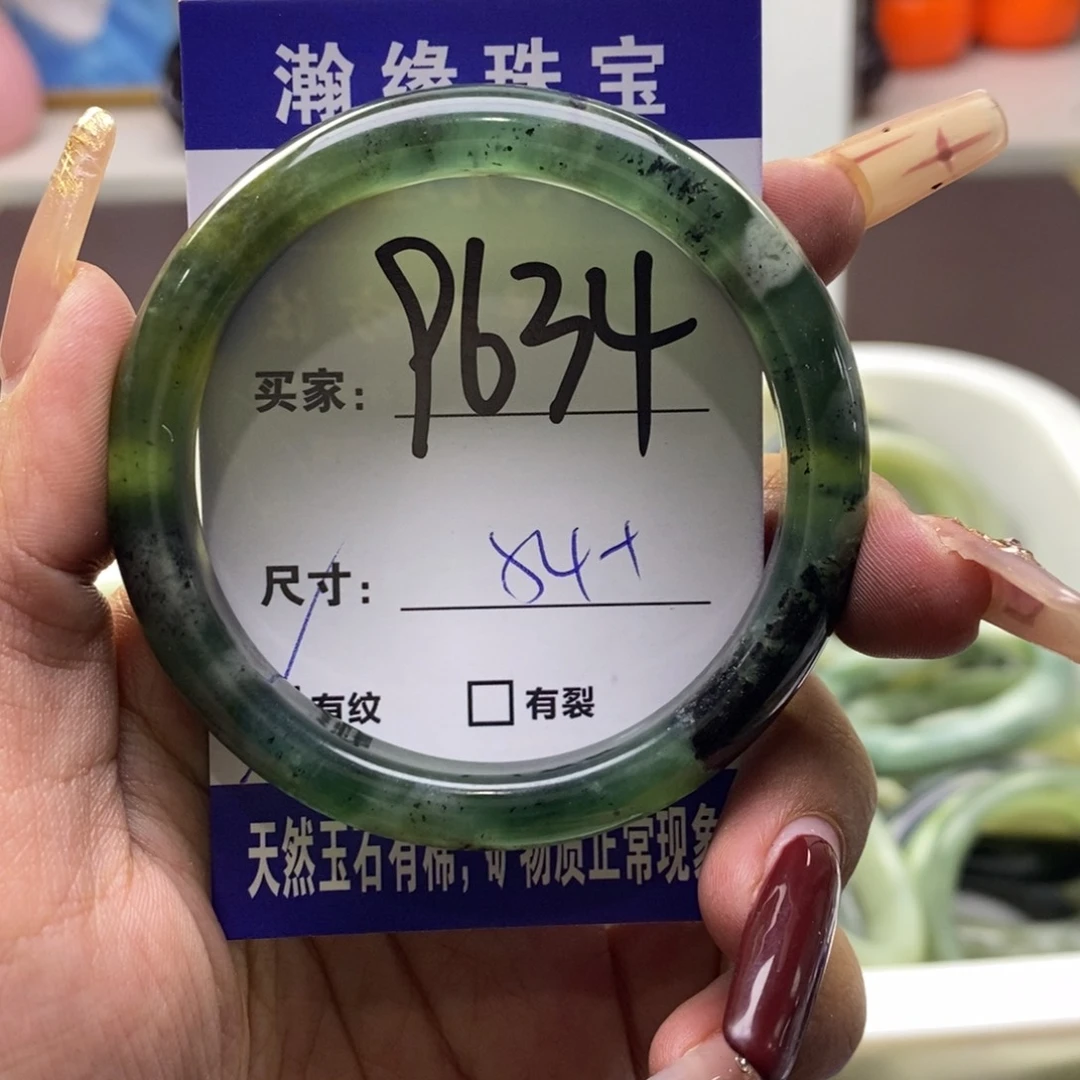 瀚缘珠宝
买家：P634
尺寸：54+
有纹 □有裂
天然玉石有棉，矿物质正常现象